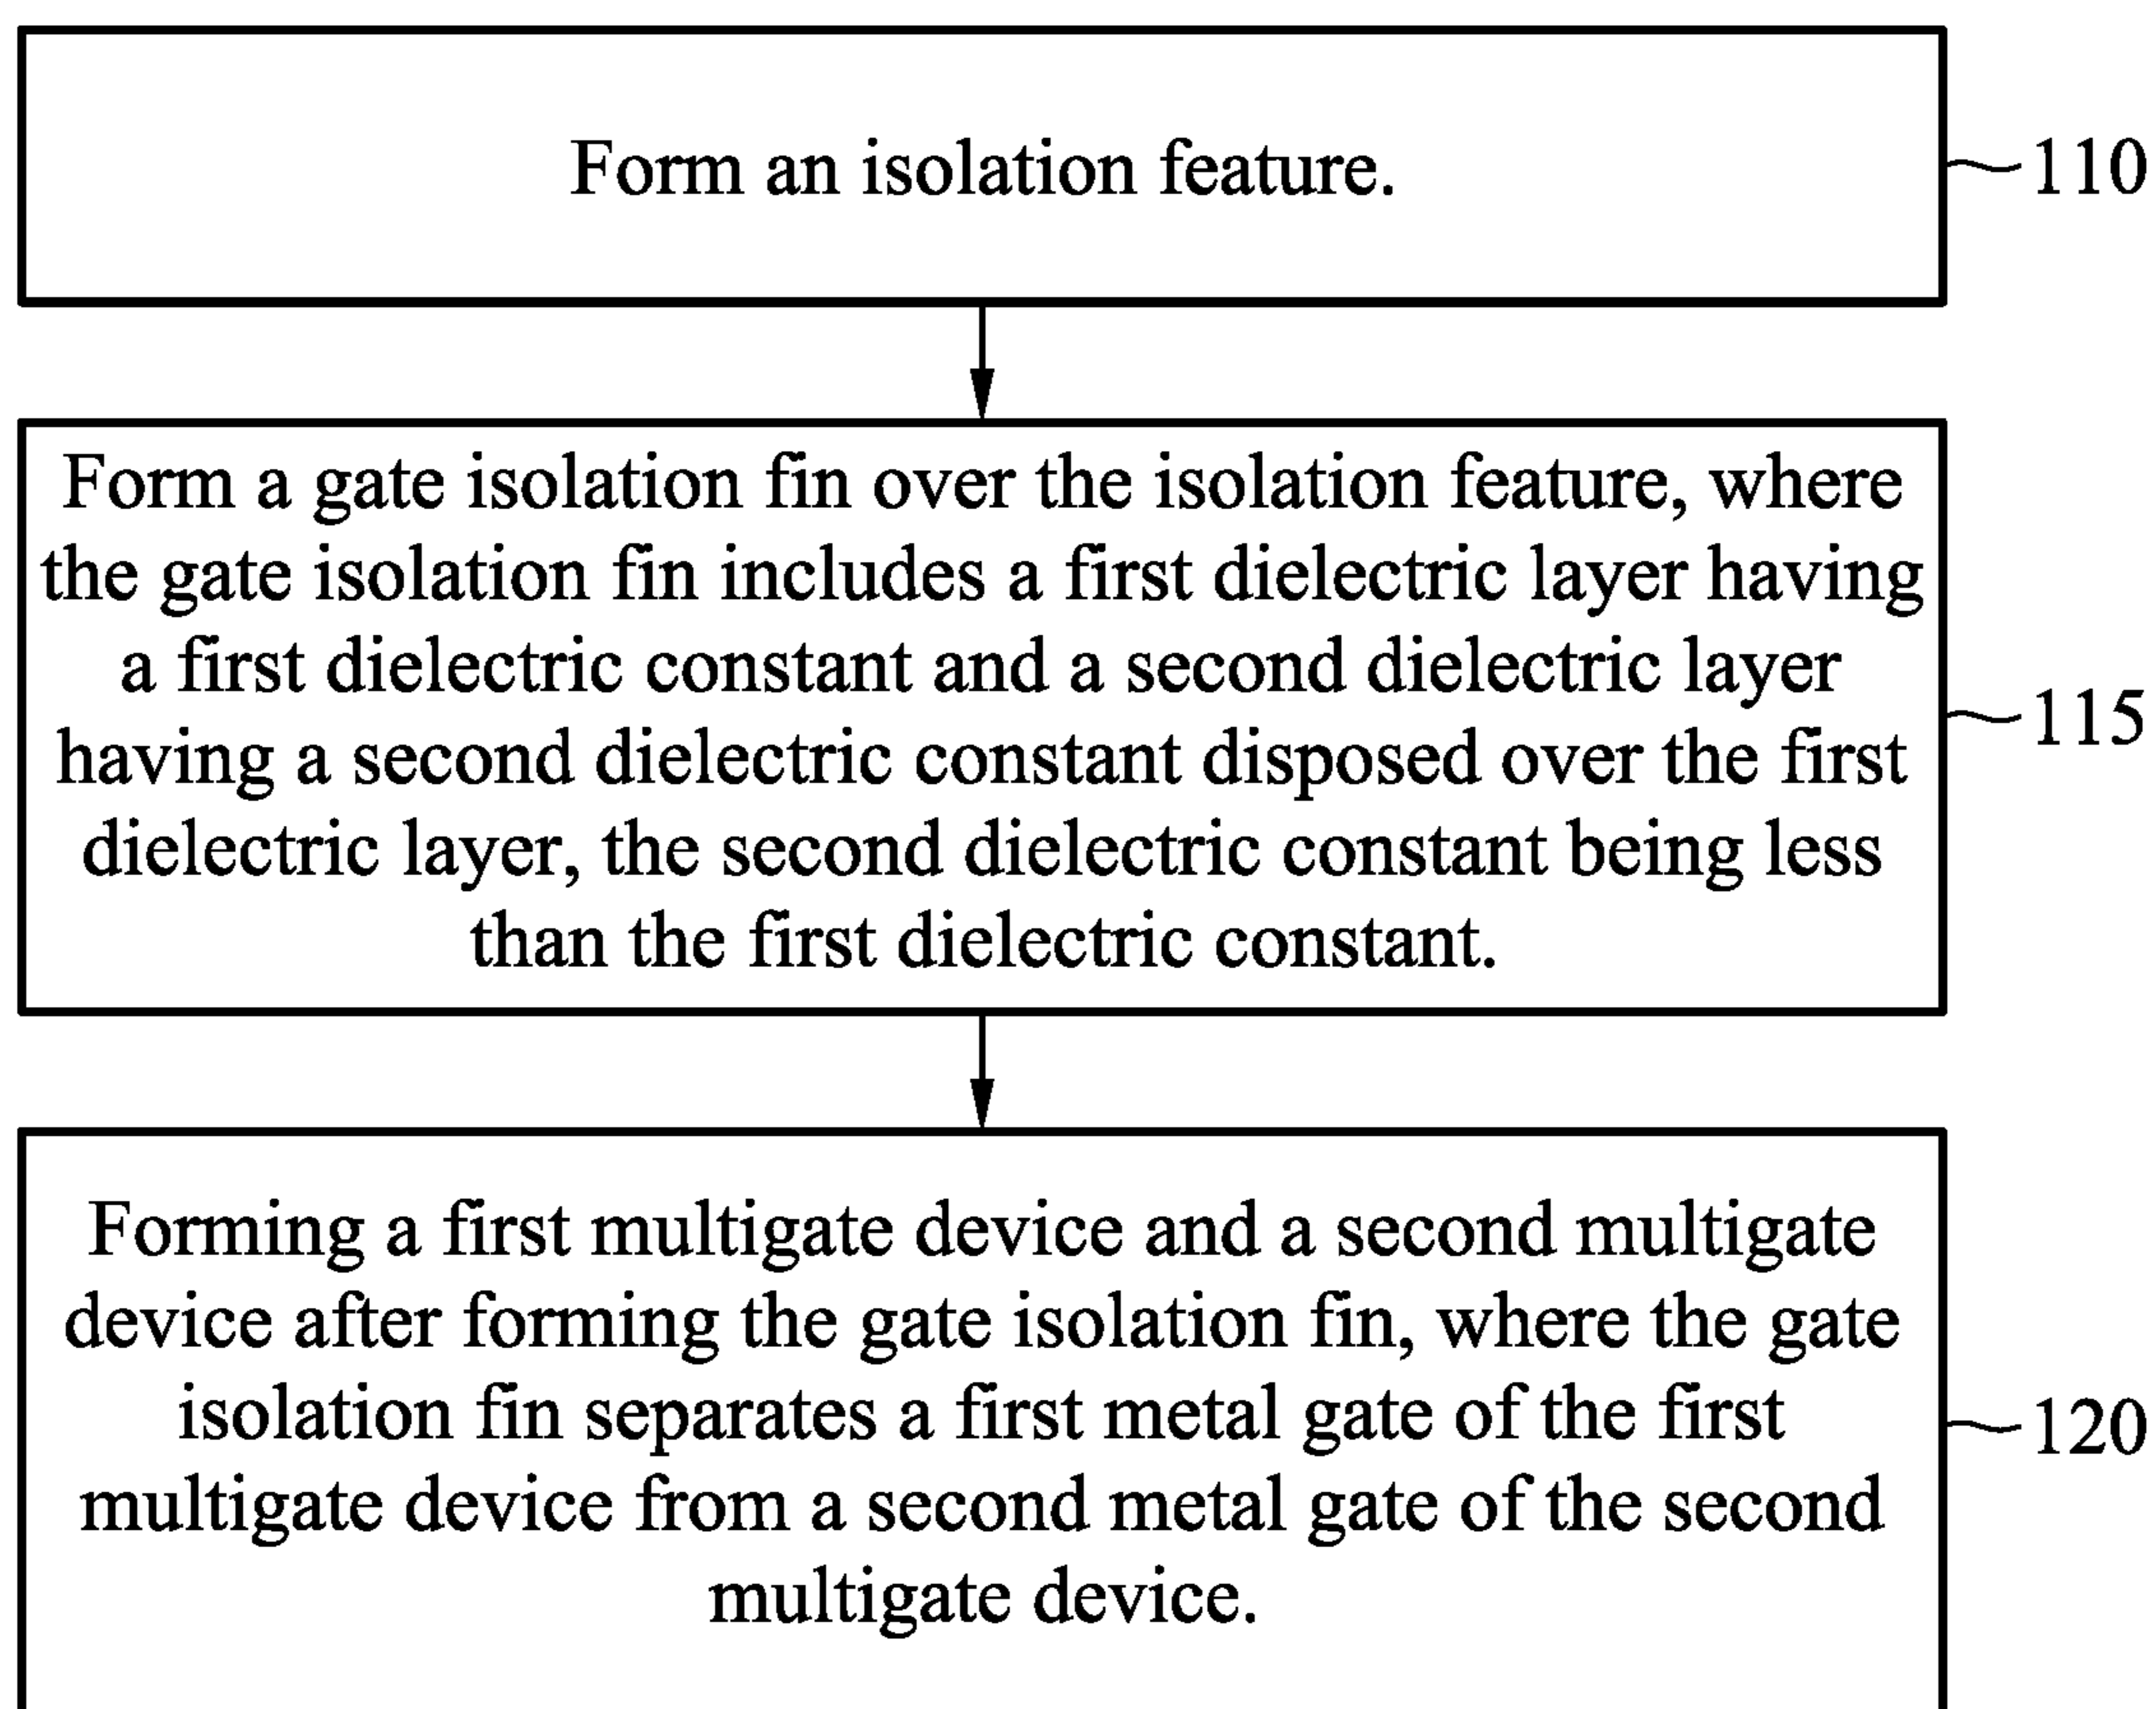 Form an isolation feature.
110
Form a gate isolation fin over the isolation feature, where
the gate isolation fin includes a first dielectric layer having
a first dielectric constant and a second dielectric layer
having a second dielectric constant disposed over the first
dielectric layer, the second dielectric constant being less
than the first dielectric constant.
115
Forming a first multigate device and a second multigate
device after forming the gate isolation fin, where the gate
isolation fin separates a first metal gate of the first
multigate device from a second metal gate of the second
multigate device.
120